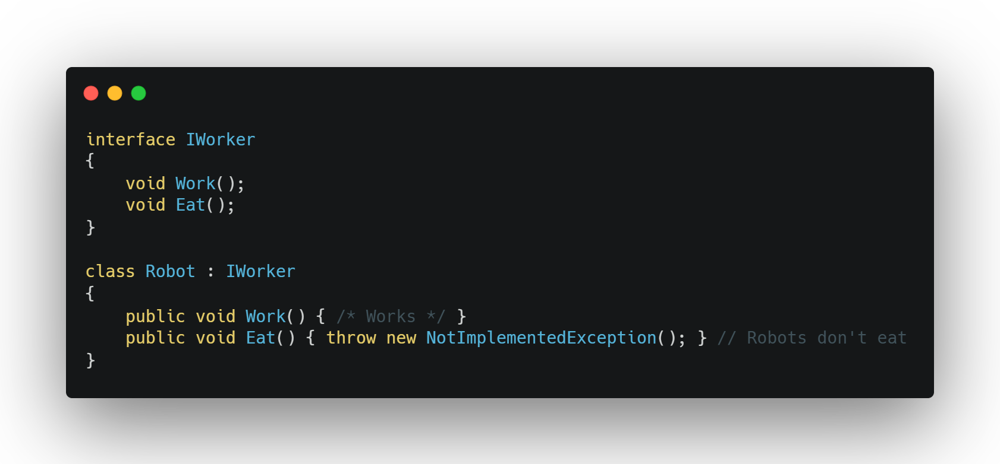 interface IWorker
{
    void Work();
    void Eat();
}

class Robot : IWorker
{
    public void Work() { /* Works */ }
    public void Eat() { throw new NotImplementedException(); } // Robots don't eat
}